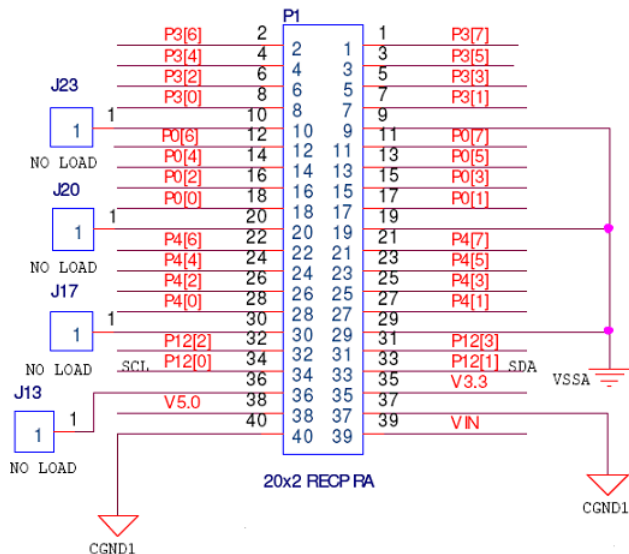 P1
P3[6] 2 1 P3[7]
2 1
P3[4] 4 3 P3[5]
4 3
P3[2] 6 5 P3[3]
J23
6 5
P3[0] 8 7 P3[1]
8 7
1 10 9
1 10 9
P0[6] 12 11 P0[7]
NO LOAD 12 11
P0[4] 14 13 P0[5]
14 13
P0[2] 16 15 P0[3]
J20
16 15
P0[0] 18 17 P0[1]
18 17
1 20 19
1 20 19
P4[6] 22 21 P4[7]
22 21
NO LOAD
P4[4] 24 23 P4[5]
24 23
P4[2] 26 25 P4[3]
J17
26 25
P4[0] 28 27 P4[1]
28 27
1 30 29
1 30 29
P12[2] 32 31 P12[3]
32 31
P12[0] 34 33 P12[1]
NO LOAD SCL 34 33 SDA VSSA
36 35 V3.3
J13
36 35
V5.0 38 37
38 37
1 40 39 VIN
1 40 39
NO LOAD
20x2 RECP RA
CGND1
CGND1